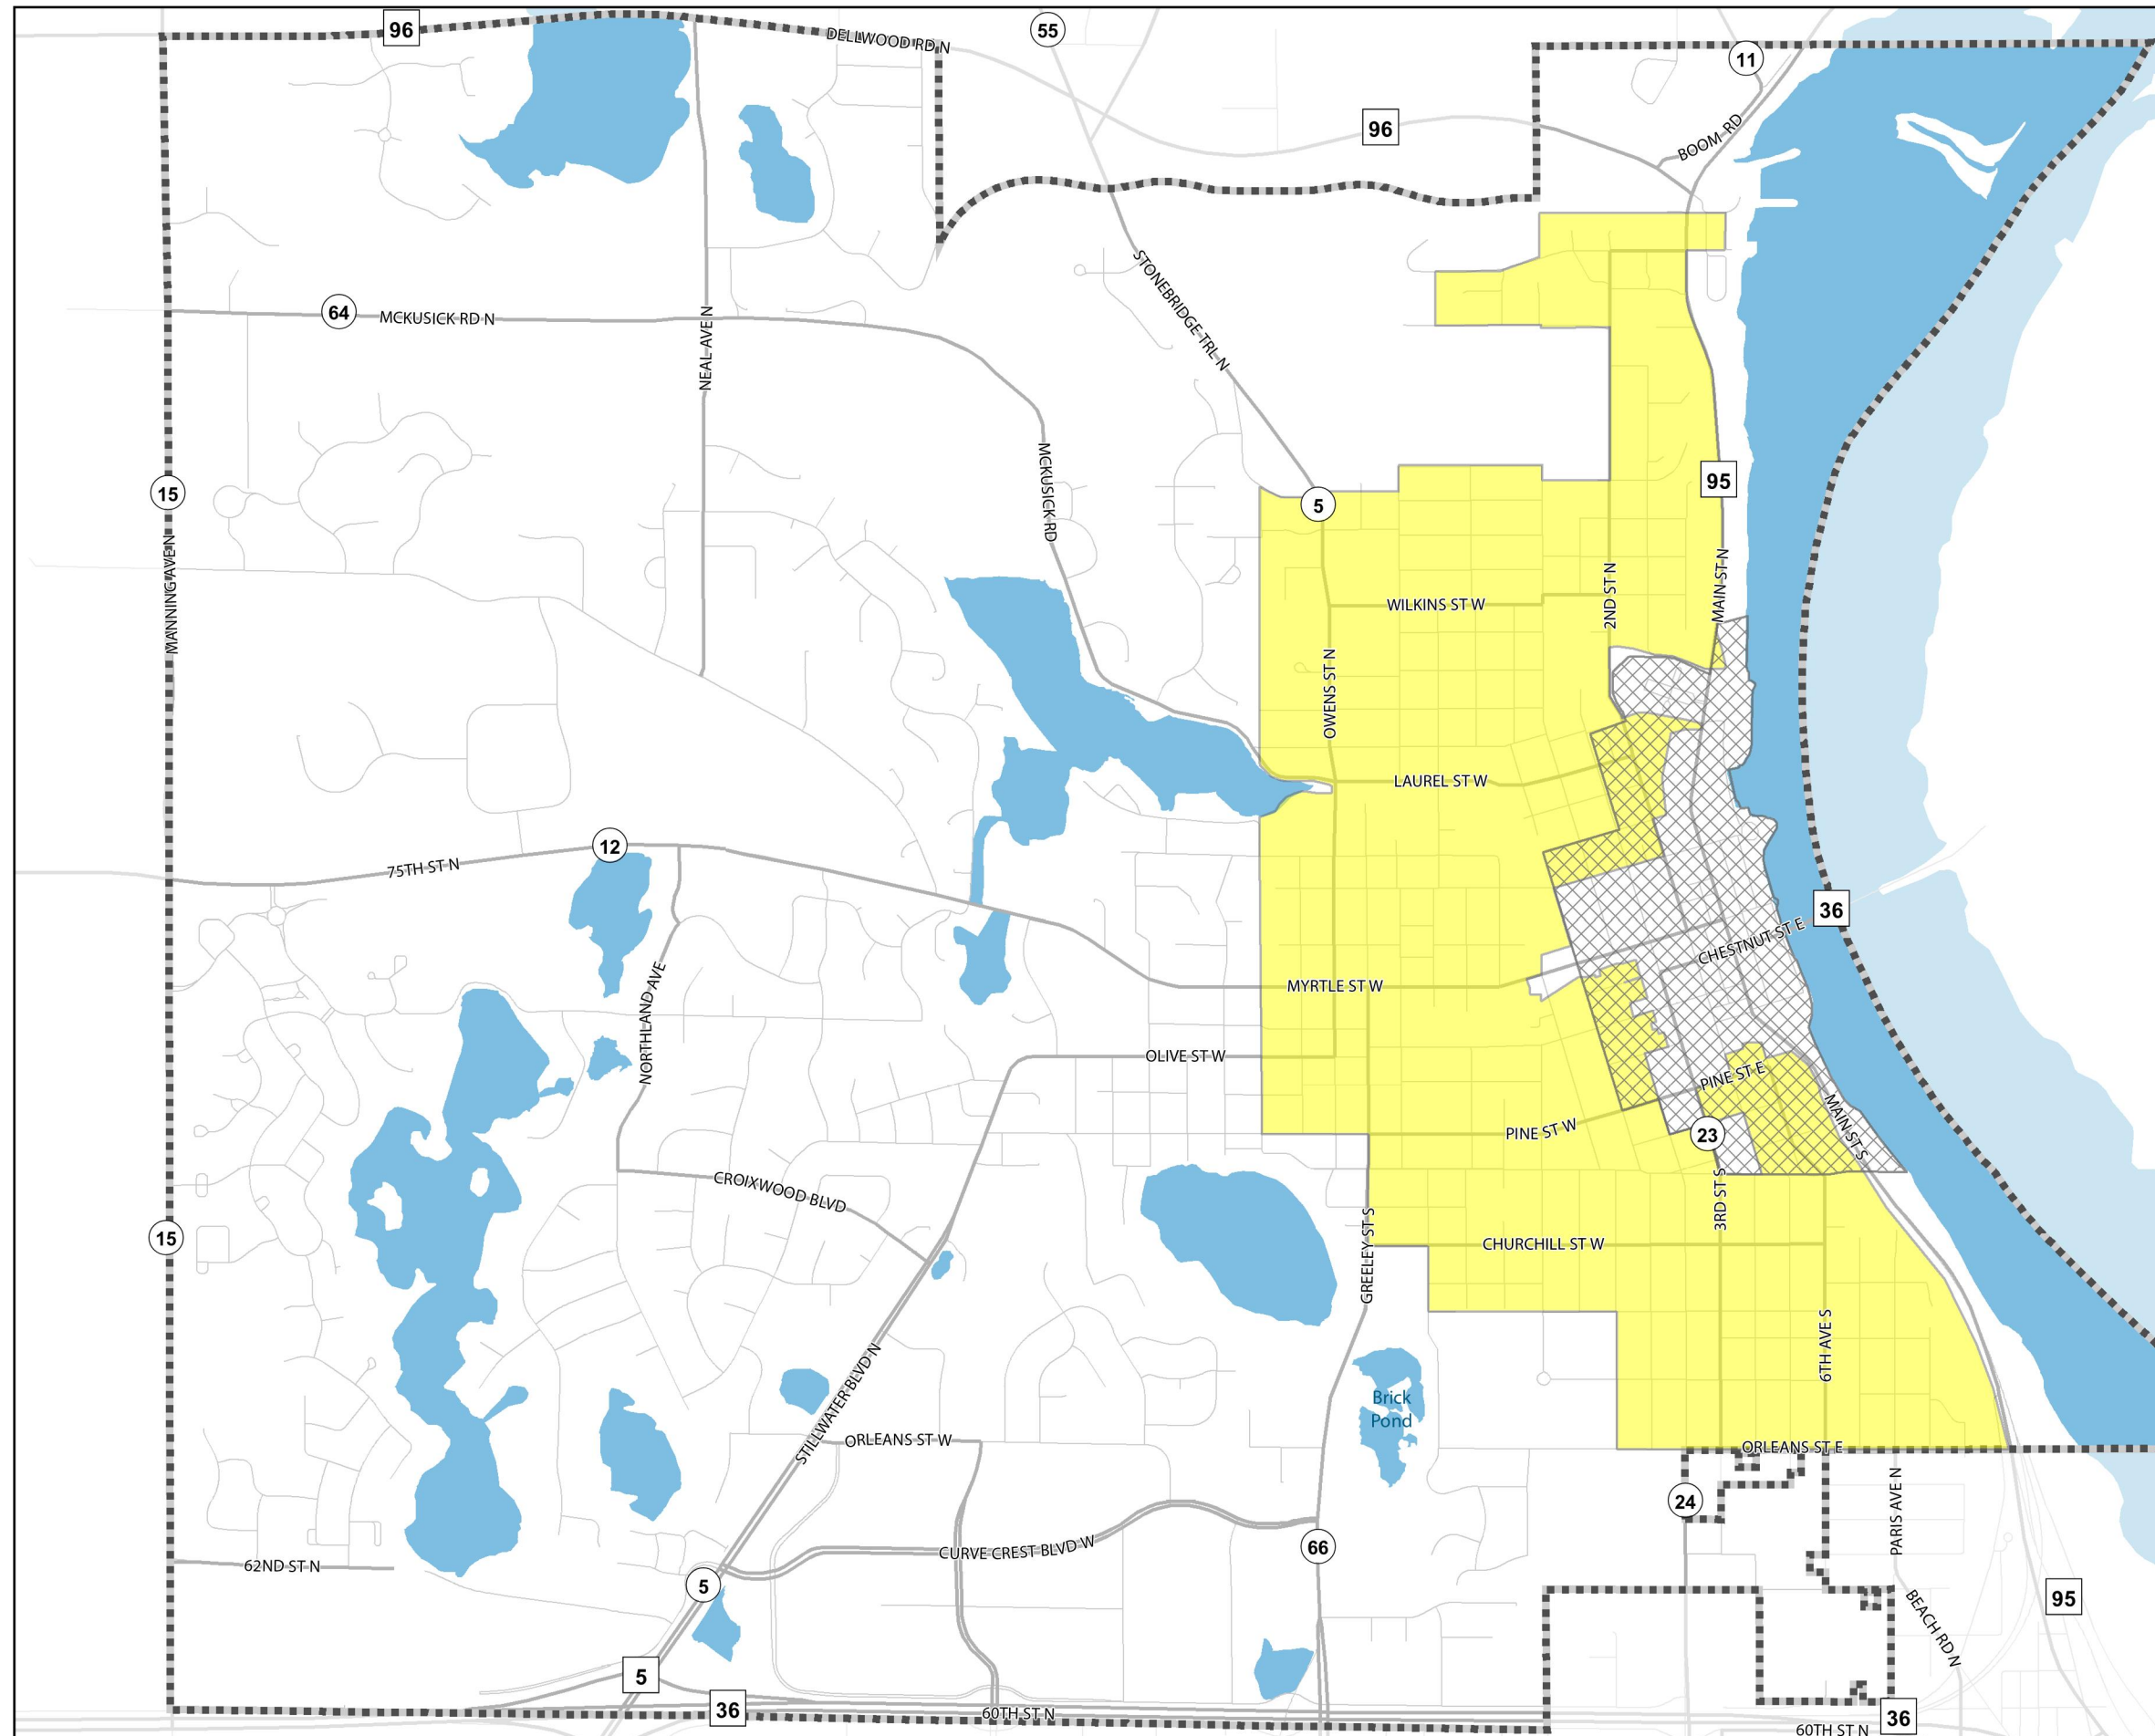 96
DELLWOOD RD N
55
11
96
BOOM RD
STONEBRIDGE TRL N
64
MCKUSICK RD N
NEAL AVE N
MCKUSICK RD
15
5
95
MANNING AVE N
WILKINS ST W
2ND ST N
MAIN ST N
OWENS ST N
LAUREL ST W
12
75TH ST N
36
CHESTNUT ST E
MYRTLE ST W
NORTHLAND AVE
OLIVE ST W
PINE ST E
PINE ST W
23
MAIN ST S
CROIXWOOD BLVD
3RD ST S
15
GREELEY ST S
CHURCHILL ST W
6TH AVE S
STILLWATER BLVD N
Brick
Pond
ORLEANS ST W
ORLEANS ST E
24
PARIS AVE N
CURVE CREST BLVD W
66
62ND ST N
5
95
BEACH RD N
5
36
60TH ST N
36
60TH ST N